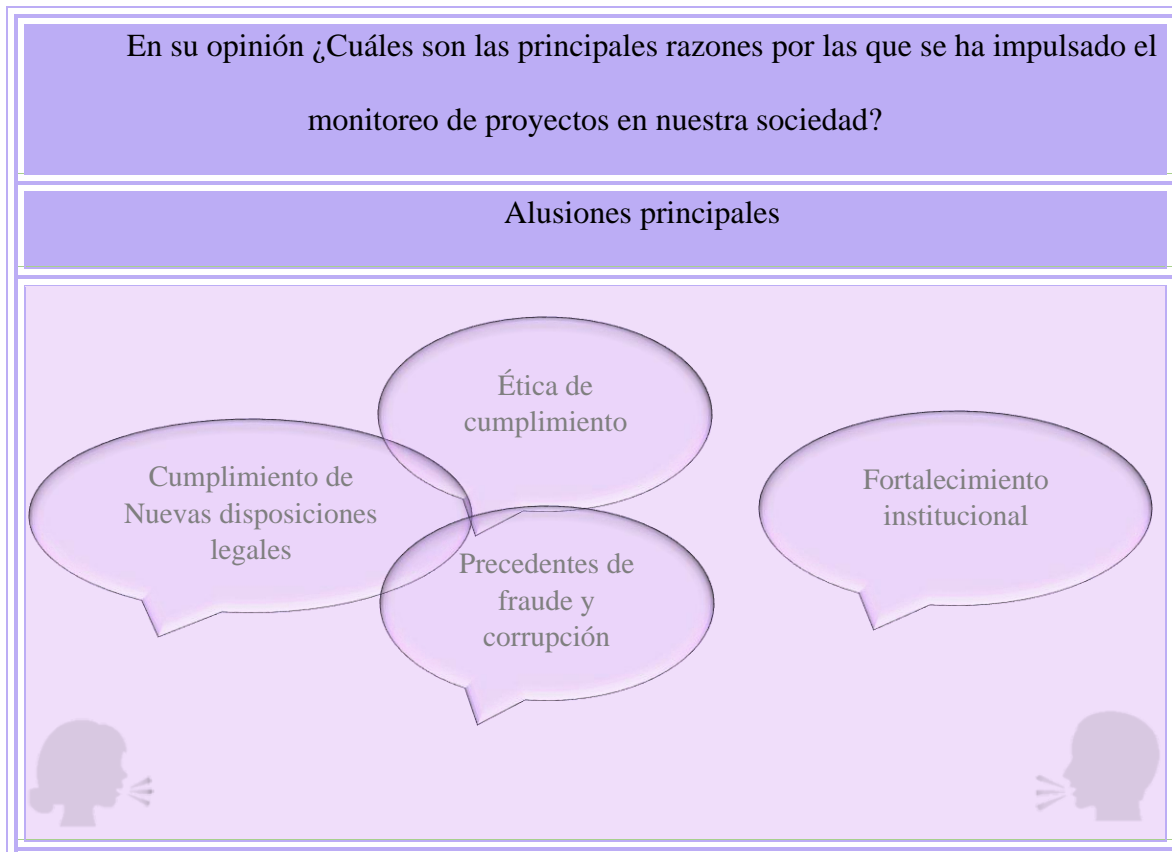 En su opinión ¿Cuáles son las principales razones por las que se ha impulsado el
monitoreo de proyectos en nuestra sociedad?
Alusiones principales
Ética de
cumplimiento
Cumplimiento de
Nuevas disposiciones
legales
Precedentes de
fraude y
corrupción
Fortalecimiento
institucional